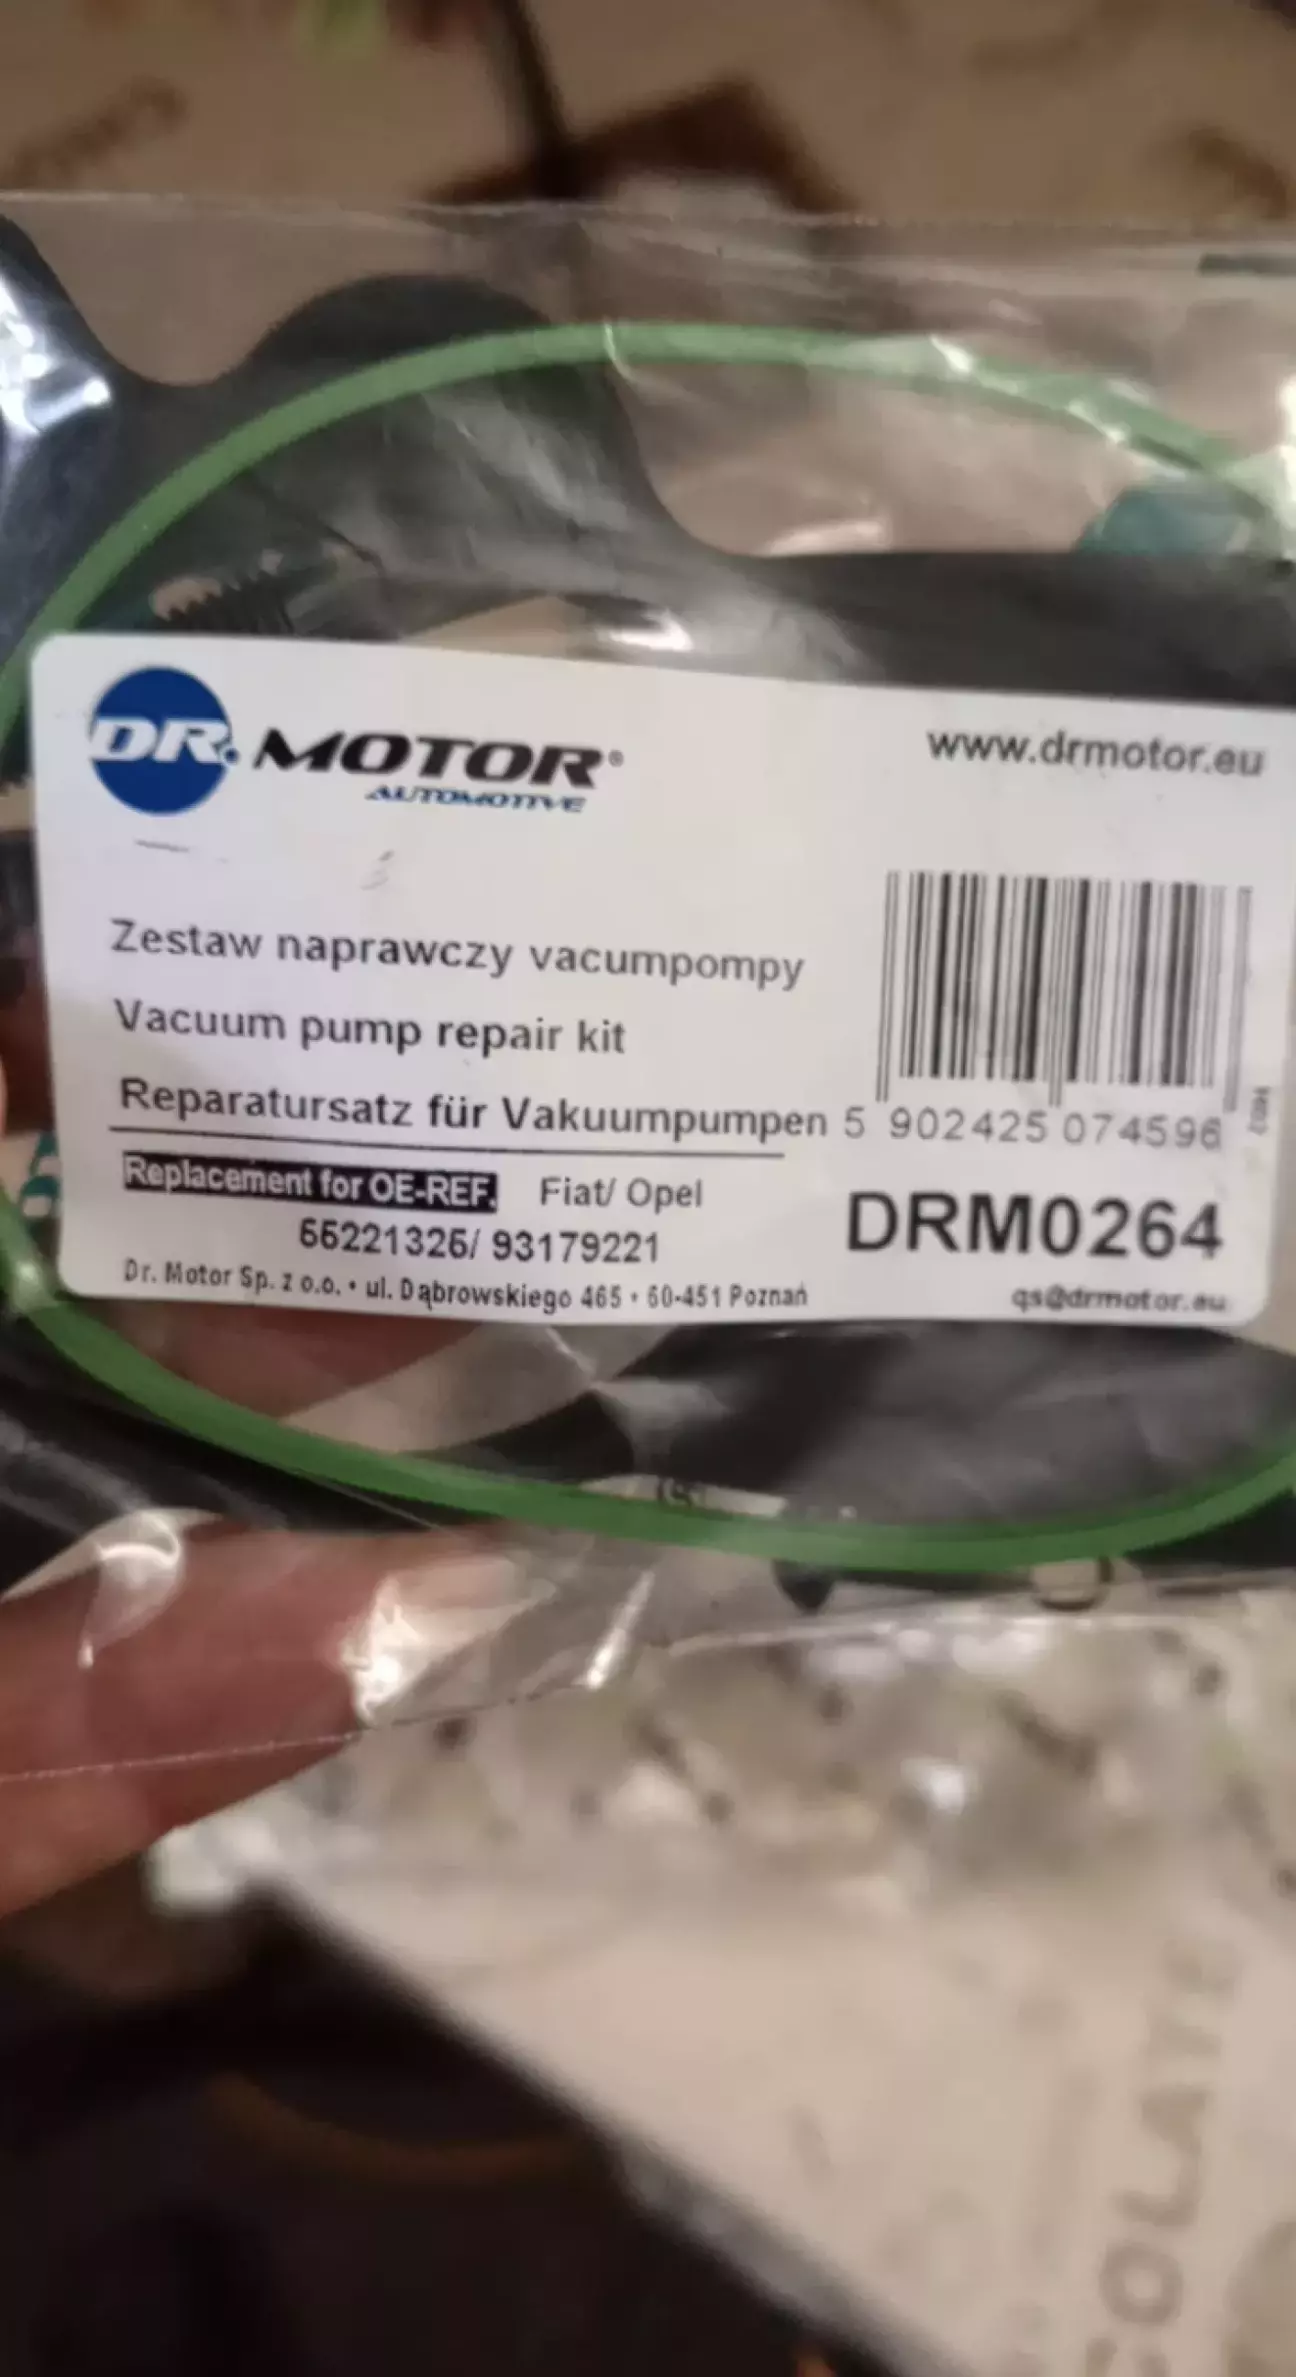 DR. MOTOR®
AUTOMOTIVE
www.drmotor.eu
Zestaw naprawczy vacumpompy
Vacuum pump repair kit
Reparatursatz für Vakuumpumpen
5 902425 074596
Replacement for OE-REF. Fiat/ Opel
55221325/ 93179221
DRM0264
Dr. Motor Sp. z o.o. • ul. Dąbrowskiego 465 • 60-451 Poznań
qs@drmotor.eu
OLATE